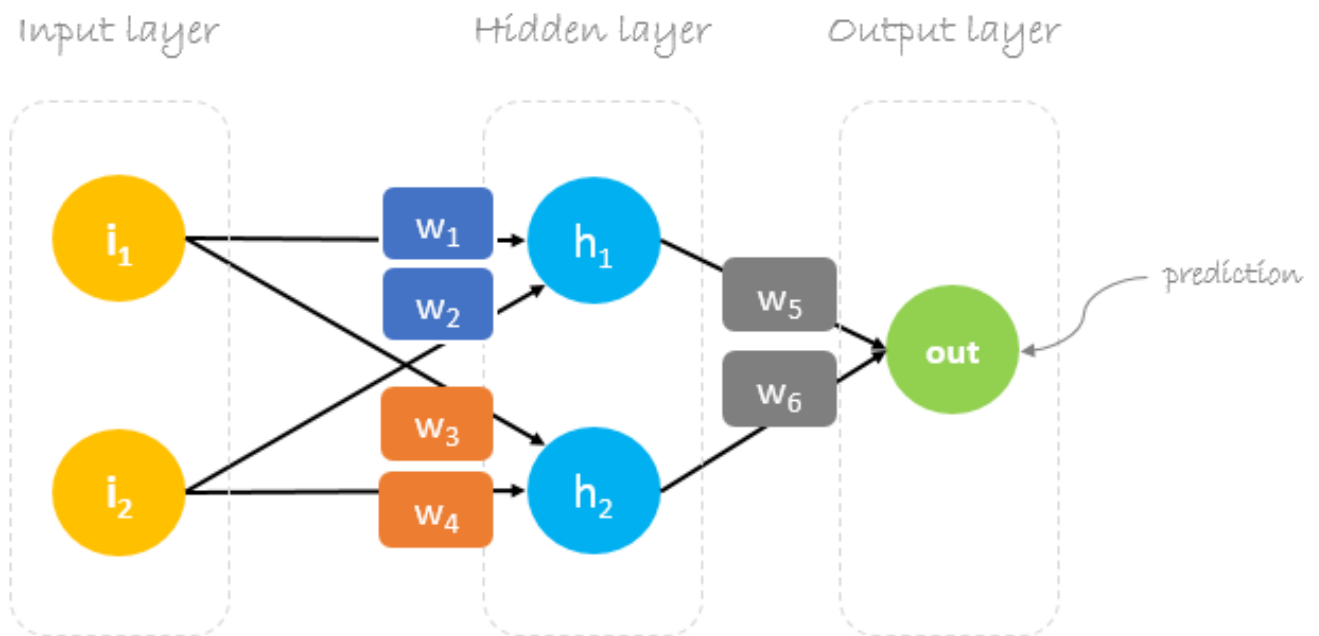 Input layer
Hidden layer
Output layer
i1
w1
h1
w2
w5
prediction
out
w6
w3
i2
w4
h2